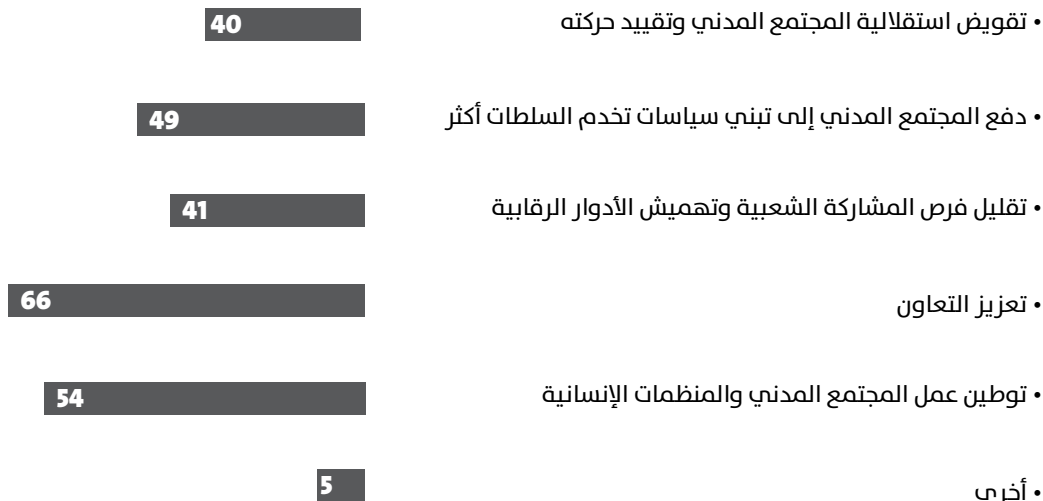 • تقويض استقلالية المجتمع المدني وتقييد حركته 40
• دفع المجتمع المدني إلى تبني سياسات تخدم السلطات أكثر 49
• تقليل فرص المشاركة الشعبية وتهميش الأدوار الرقابية 41
• تعزيز التعاون 66
• توطين عمل المجتمع المدني والمنظمات الإنسانية 54
• أخرى 5